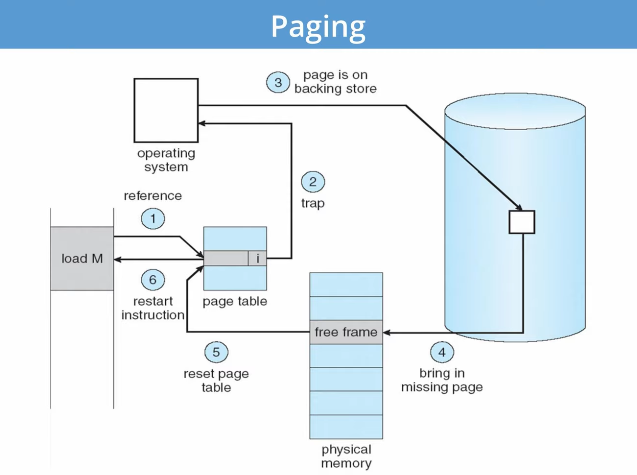 Paging
3
page is on
backing store
operating
system
2
trap
reference
1
load M
i
6
restart
instruction
page table
free frame
5
reset page
table
4
bring in
missing page
physical
memory